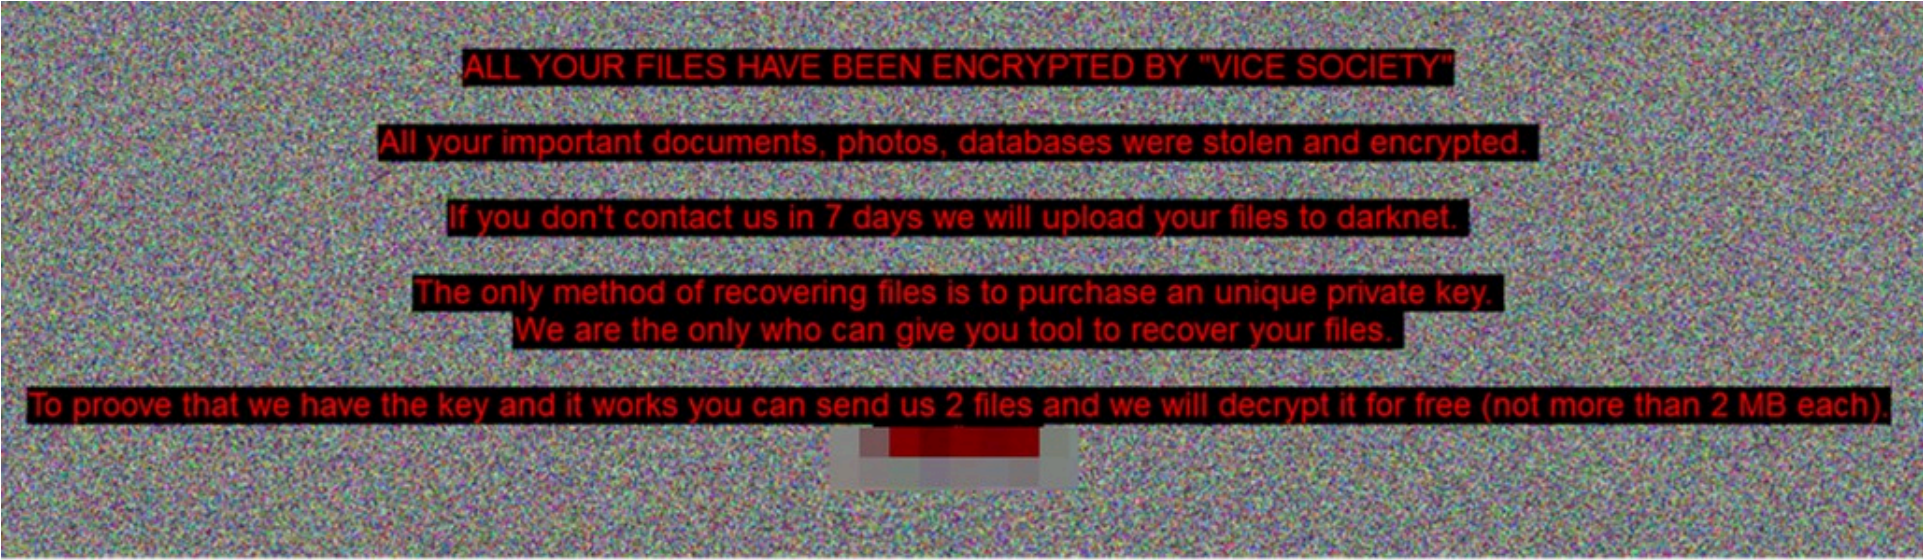 ALL YOUR FILES HAVE BEEN ENCRYPTED BY "VICE SOCIETY"
All your important documents, photos, databases were stolen and encrypted.
If you don't contact us in 7 days we will upload your files to darknet.
The only method of recovering files is to purchase an unique private key.
We are the only who can give you tool to recover your files.
To proove that we have the key and it works you can send us 2 files and we will decrypt it for free (not more than 2 MB each).